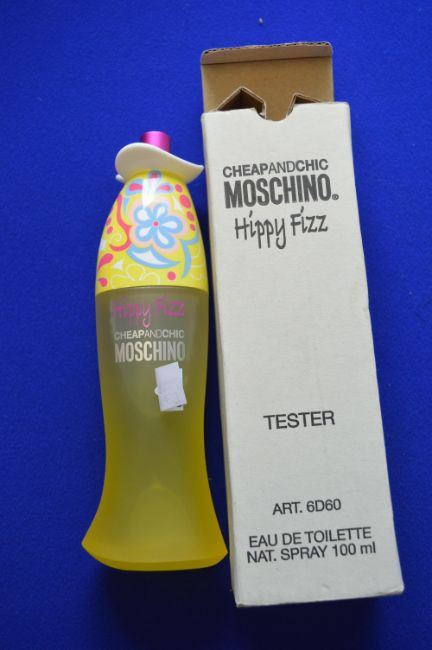 Hippy Fizz
CHEAPANDCHIC
MOSCHINO
CHEAPANDCHIC
MOSCHINO®
Hippy Fizz
TESTER
ART. 6D60
EAU DE TOILETTE
NAT. SPRAY 100 ml